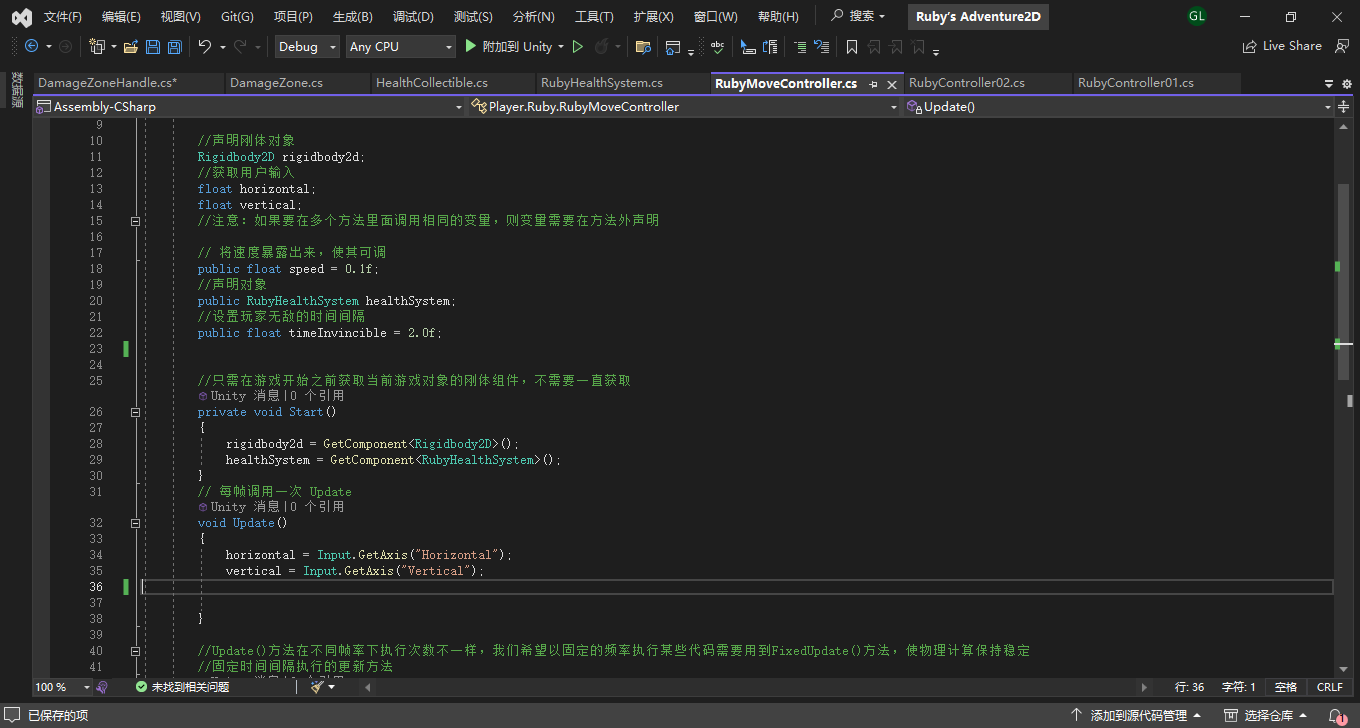 文件(F) 编辑(E) 视图(V) Git(G) 项目(P) 生成(B) 调试(D) 测试(S) 分析(N) 工具(T) 扩展(X) 窗口(W) 帮助(H) 搜索 Ruby's Adventure2D GL
Debug Any CPU 附加到 Unity abc Live Share
数据源
DamageZoneHandle.cs* DamageZone.cs HealthCollectible.cs RubyHealthSystem.cs RubyMoveController.cs RubyController02.cs RubyController01.cs
Assembly-CSharp Player.Ruby.RubyMoveController Update()
9
10 //声明刚体对象
11 Rigidbody2D rigidbody2d;
12 //获取用户输入
13 float horizontal;
14 float vertical;
15 //注意：如果要在多个方法里面调用相同的变量，则变量需要在方法外声明
16
17 // 将速度暴露出来，使其可调
18 public float speed = 0.1f;
19 //声明对象
20 public RubyHealthSystem healthSystem;
21 //设置玩家无敌的时间间隔
22 public float timeInvincible = 2.0f;
23
24
25 //只需在游戏开始之前获取当前游戏对象的刚体组件，不需要一直获取
Unity 消息|0 个引用
26 private void Start()
27 {
28 rigidbody2d = GetComponent<Rigidbody2D>();
29 healthSystem = GetComponent<RubyHealthSystem>();
30 }
31 // 每帧调用一次 Update
Unity 消息|0 个引用
32 void Update()
33 {
34 horizontal = Input.GetAxis("Horizontal");
35 vertical = Input.GetAxis("Vertical");
36
37
38 }
39
40 //Update()方法在不同帧率下执行次数不一样，我们希望以固定的频率执行某些代码需要用到FixedUpdate()方法，使物理计算保持稳定
41 //固定时间间隔执行的更新方法
100 % 未找到相关问题 行: 36 字符: 1 空格 CRLF
已保存的项 添加到源代码管理 选择仓库 1